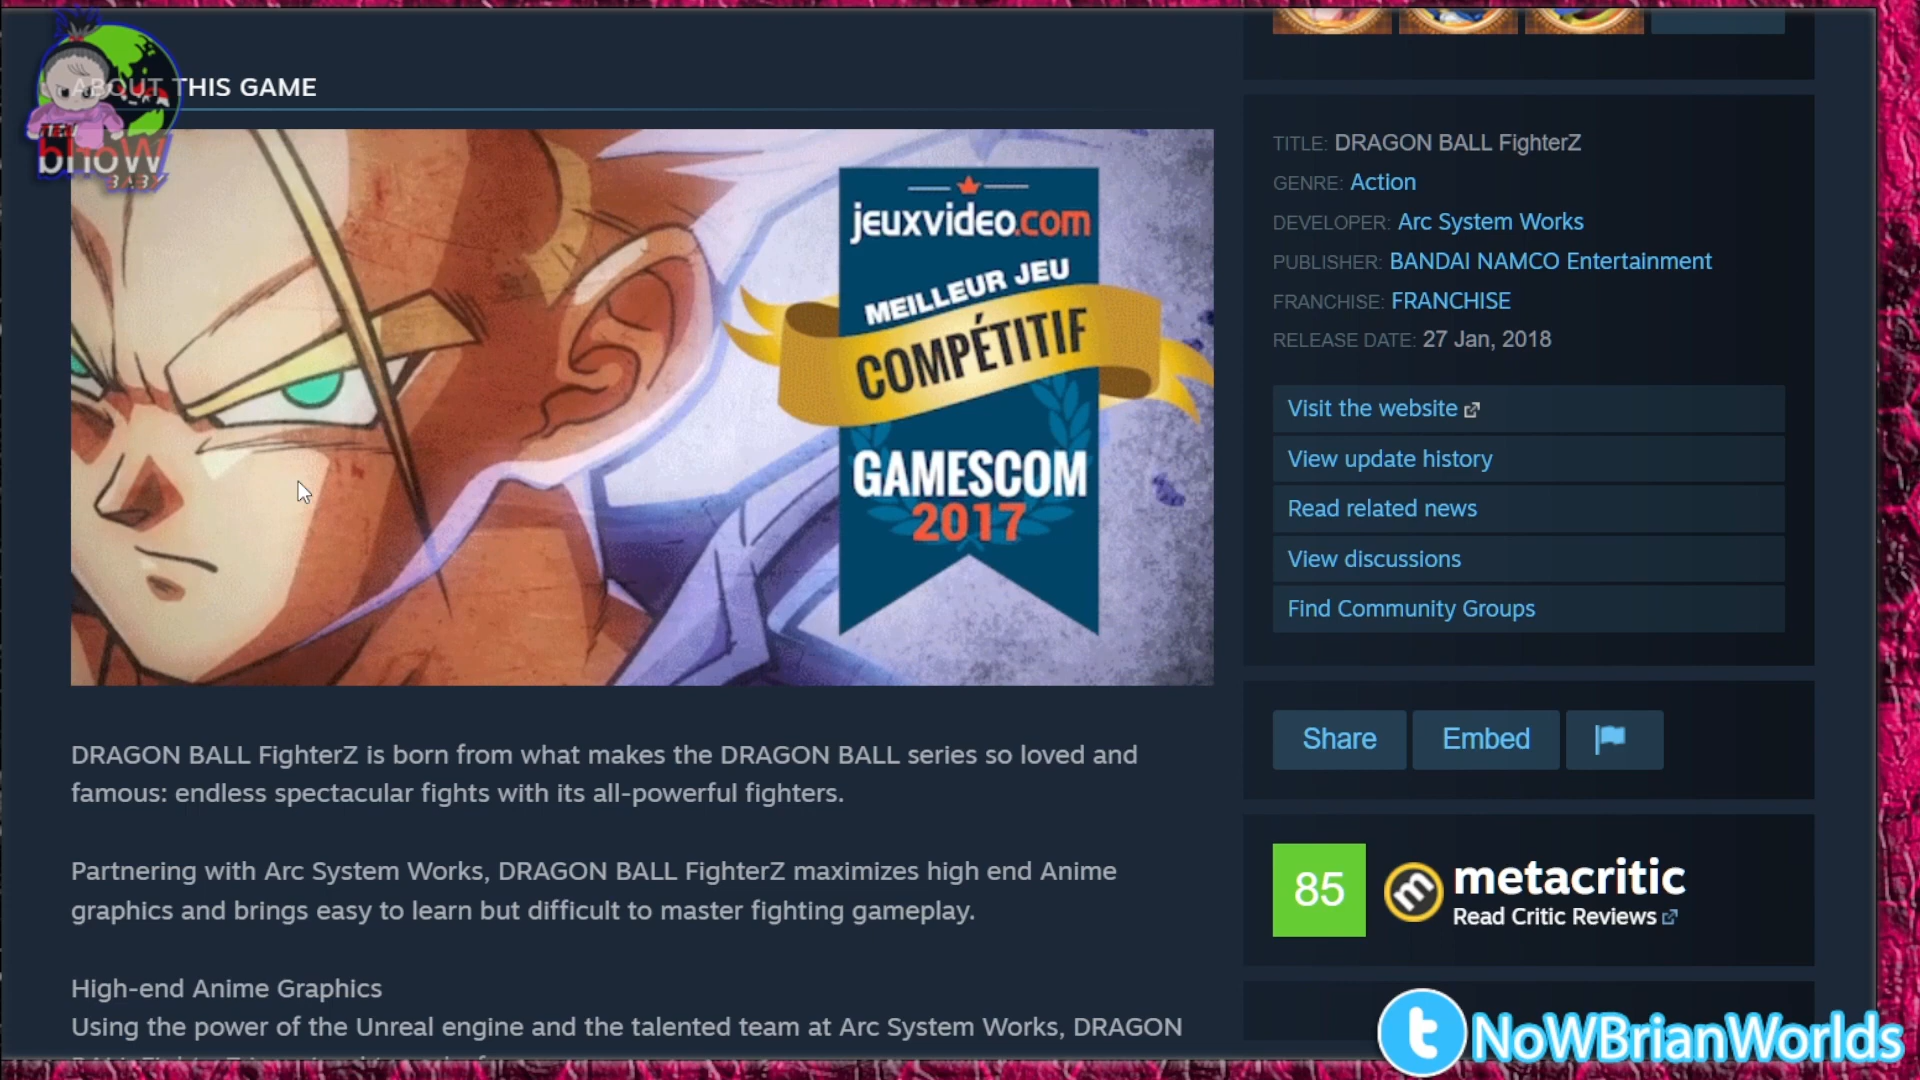 ABOUT THIS GAME
bhoW
BABY
jeuxvideo.com
MEILLEUR JEU
COMPÉTITIF
GAMESCOM
2017
DRAGON BALL FighterZ is born from what makes the DRAGON BALL series so loved and
famous: endless spectacular fights with its all-powerful fighters.
Partnering with Arc System Works, DRAGON BALL FighterZ maximizes high end Anime
graphics and brings easy to learn but difficult to master fighting gameplay.
High-end Anime Graphics
Using the power of the Unreal engine and the talented team at Arc System Works, DRAGON
TITLE: DRAGON BALL FighterZ
GENRE: Action
DEVELOPER: Arc System Works
PUBLISHER: BANDAI NAMCO Entertainment
FRANCHISE: FRANCHISE
RELEASE DATE: 27 Jan, 2018
Visit the website
View update history
Read related news
View discussions
Find Community Groups
Share Embed
85 metacritic
Read Critic Reviews
NoWBrianWorlds